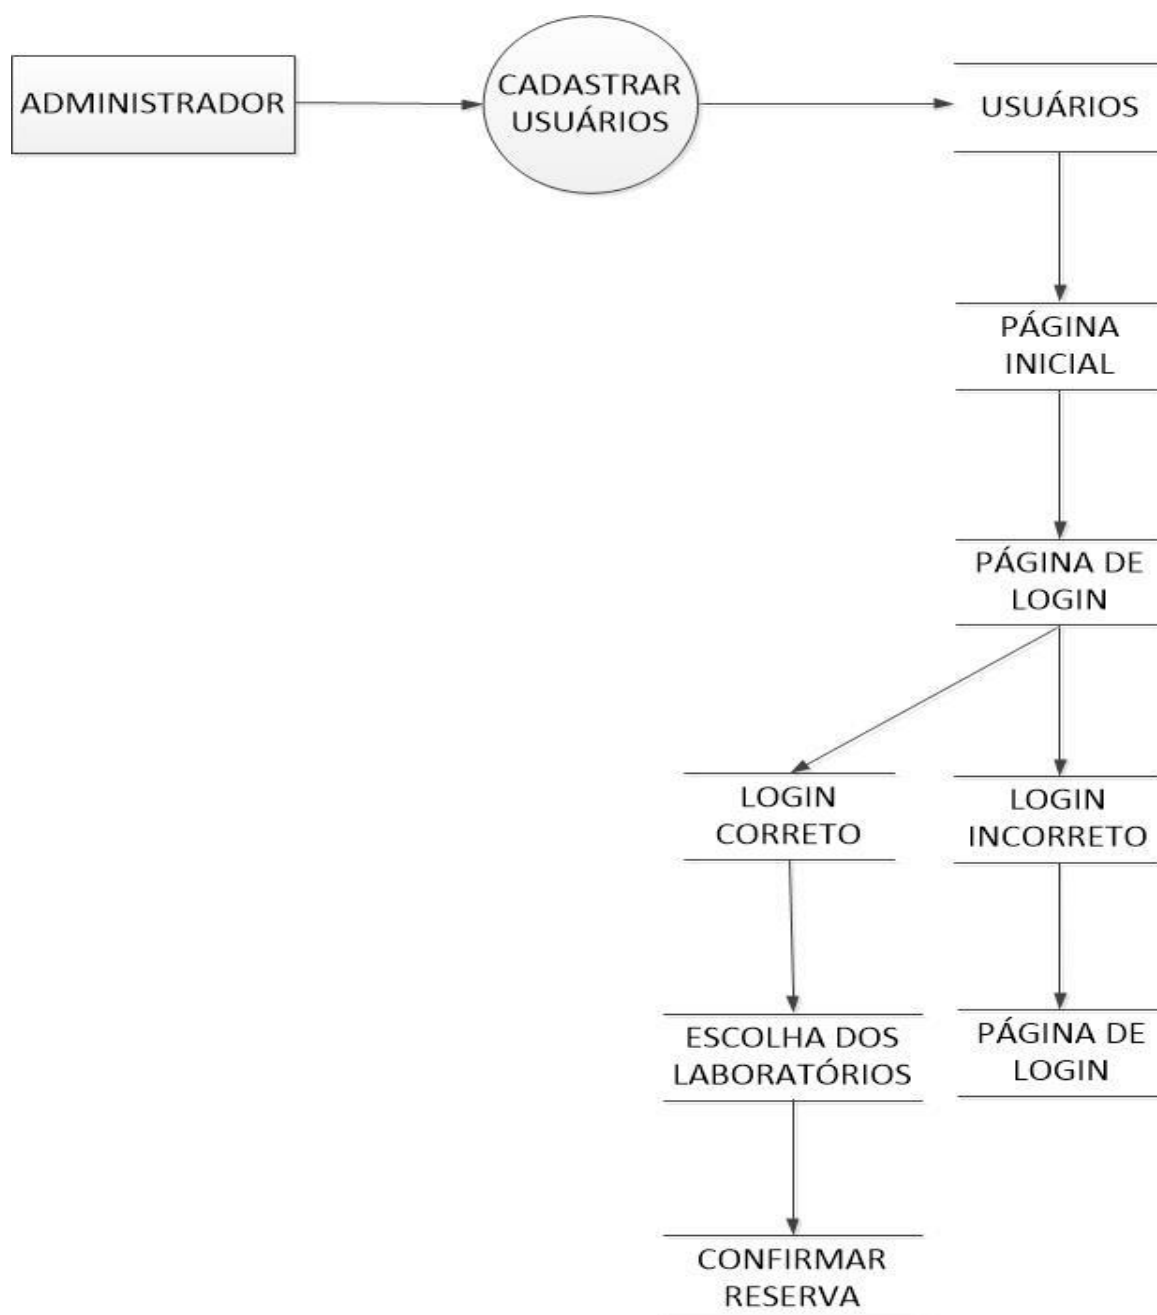 ADMINISTRADOR
CADASTRAR
USUÁRIOS
USUÁRIOS
PÁGINA
INICIAL
PÁGINA DE
LOGIN
LOGIN
CORRETO
LOGIN
INCORRETO
ESCOLHA DOS
LABORATÓRIOS
PÁGINA DE
LOGIN
CONFIRMAR
RESERVA